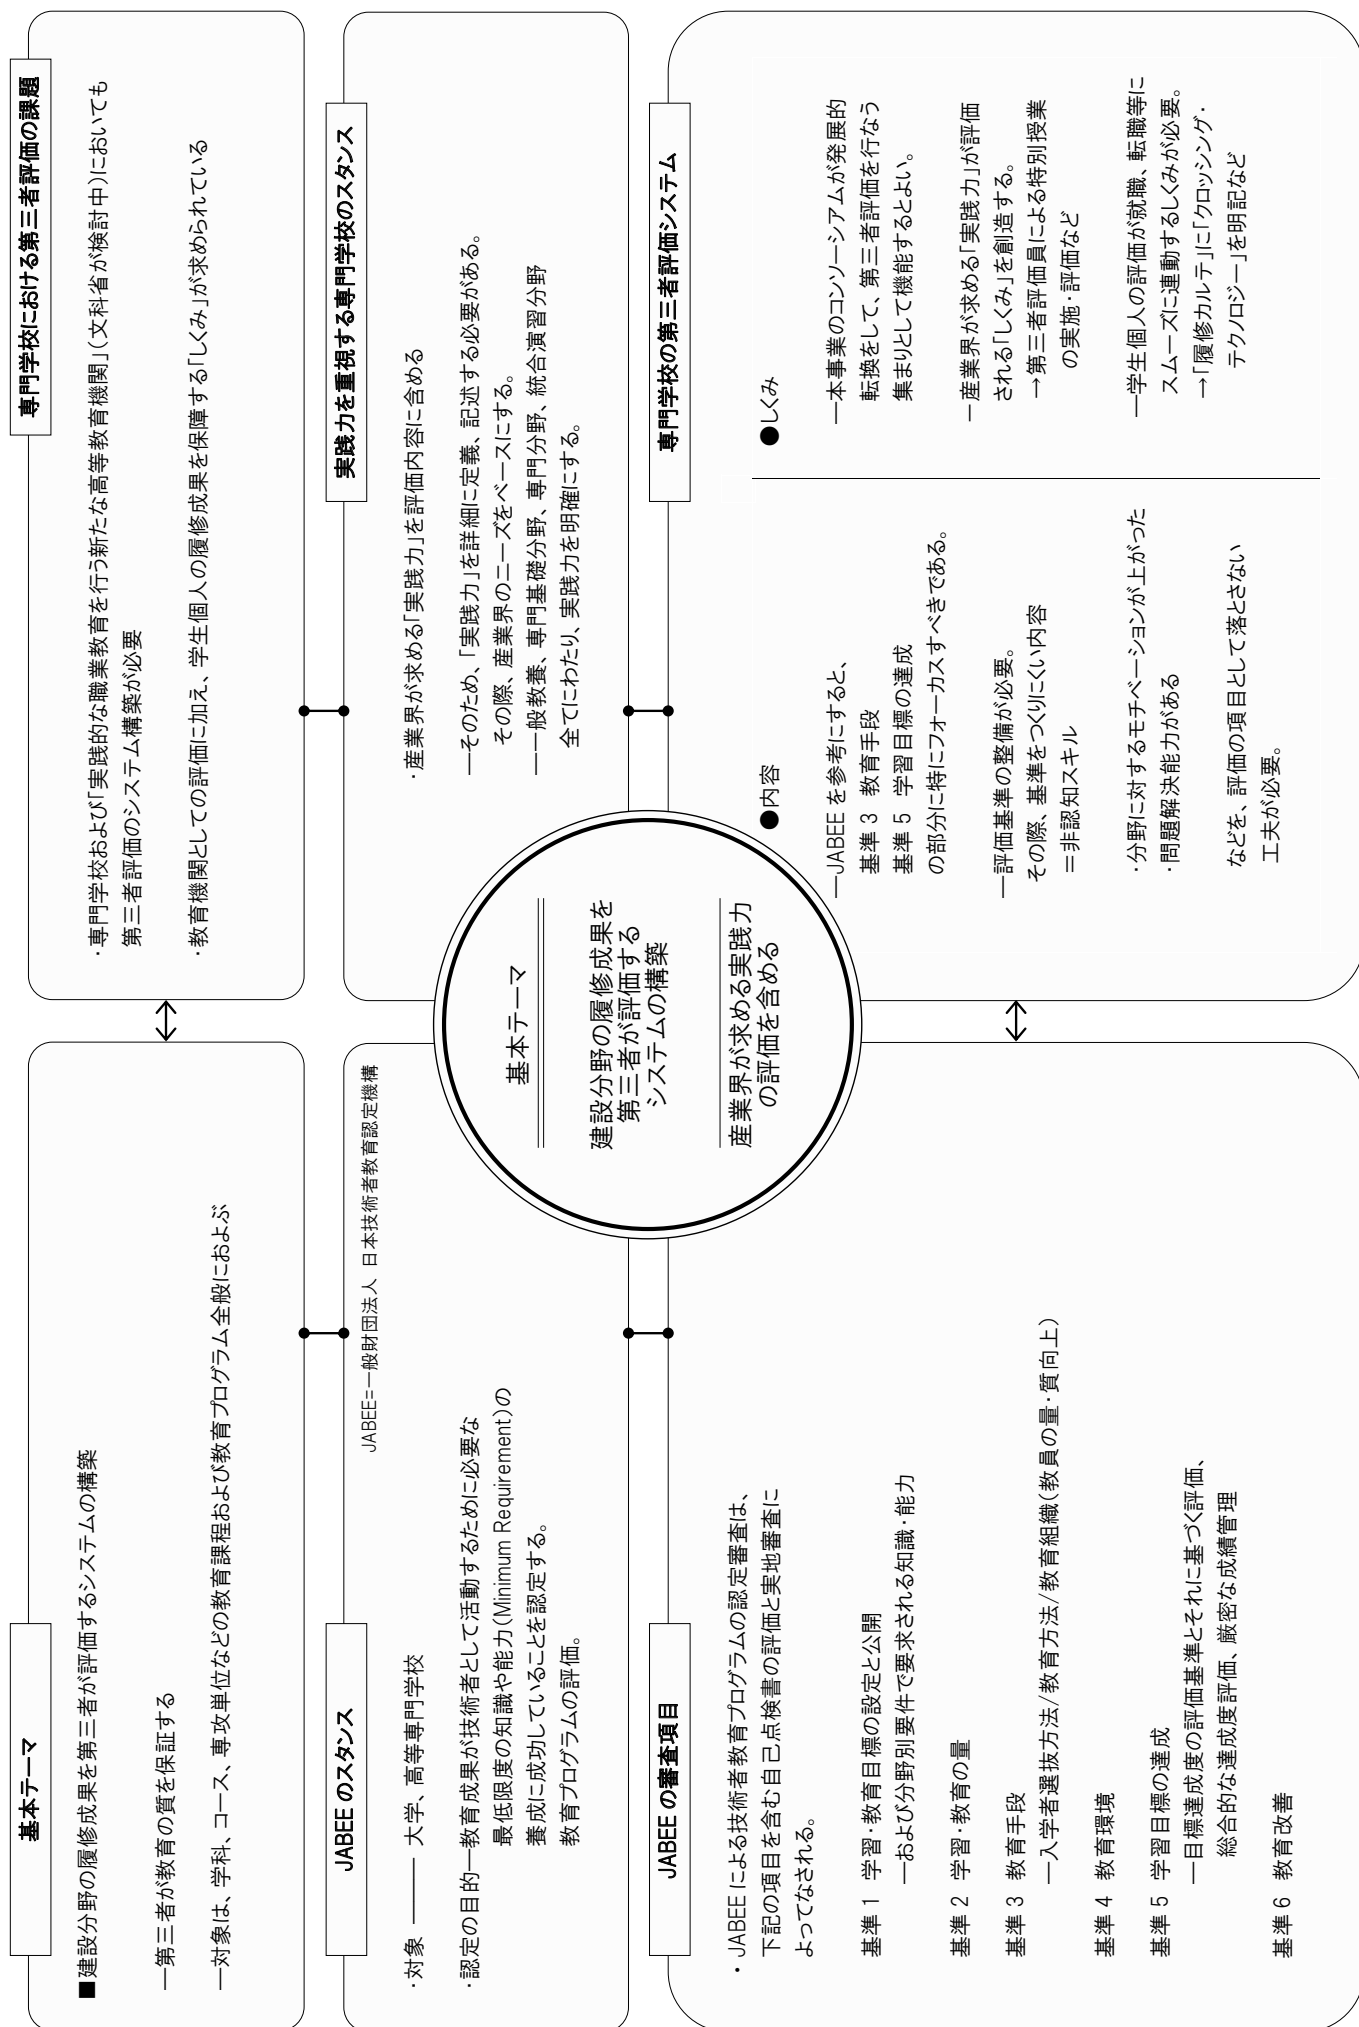 基本テーマ
■建設分野の履修成果を第三者が評価するシステムの構築
―第三者が教育の質を保証する
―対象は、学科、コース、専攻単位などの教育課程および教育プログラム全般におよぶ
専門学校における第三者評価の課題
・専門学校および「実践的な職業教育を行う新たな高等教育機関」(文科省が検討中)においても
第三者評価のシステム構築が必要
・教育機関としての評価に加え、学生個人の履修成果を保障する「しくみ」が求められている
JABEE のスタンス
JABEE=一般財団法人 日本技術者教育認定機構
・対象 ――― 大学、高等専門学校
・認定の目的―教育成果が技術者として活動するために必要な
最低限度の知識や能力(Minimum Requirement)の
養成に成功していることを認定する。
教育プログラムの評価。
実践力を重視する専門学校のスタンス
・産業界が求める「実践力」を評価内容に含める
―そのため、「実践力」を詳細に定義、記述する必要がある。
その際、産業界のニーズをベースにする。
―一般教養、専門基礎分野、専門分野、統合演習分野
全てにわたり、実践力を明確にする。
基本テーマ
建設分野の履修成果を
第三者が評価する
システムの構築
産業界が求める実践力
の評価を含める
JABEE の審査項目
・JABEE による技術者教育プログラムの認定審査は、
下記の項目を含む自己点検書の評価と実地審査に
よってなされる。
基準 1 学習・教育目標の設定と公開
―および分野別要件で要求される知識・能力
基準 2 学習・教育の量
基準 3 教育手段
―入学者選抜方法/教育方法/教育組織(教員の量・質向上)
基準 4 教育環境
基準 5 学習目標の達成
―目標達成度の評価基準とそれに基づく評価、
総合的な達成度評価、厳密な成績管理
基準 6 教育改善
専門学校の第三者評価システム
●内容
―JABEE を参考にすると、
基準 3 教育手段
基準 5 学習目標の達成
の部分に特にフォーカスすべきである。
―評価基準の整備が必要。
その際、基準をつくりにくい内容
＝非認知スキル
・分野に対するモチベーションが上がった
・問題解決能力がある
などを、評価の項目として落とさない
工夫が必要。
●しくみ
―本事業のコンソーシアムが発展的
転換をして、第三者評価を行なう
集まりとして機能するとよい。
―産業界が求める「実践力」が評価
される「しくみ」を創造する。
→第三者評価員による特別授業
の実施・評価など
―学生個人の評価が就職、転職等に
スムーズに連動するしくみが必要。
→「履修カルテ」に「クロッシング・
テクノロジー」を明記など